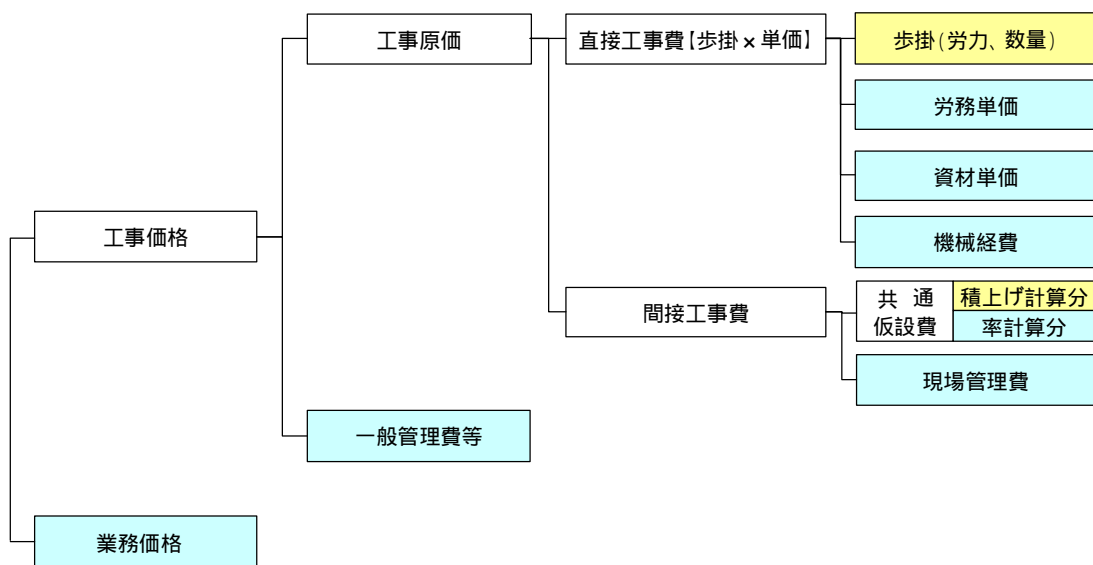 工事原価
直接工事費【歩掛×単価】
歩掛(労力、数量)
労務単価
資材単価
機械経費
工事価格
間接工事費
共通
仮設費
積上げ計算分
率計算分
現場管理費
一般管理費等
業務価格